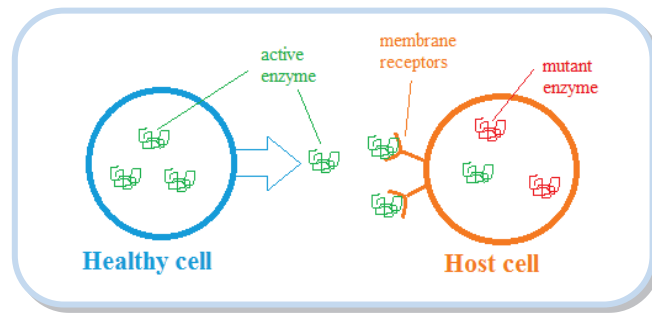 active
enzyme
membrane
receptors
mutant
enzyme
Healthy cell
Host cell